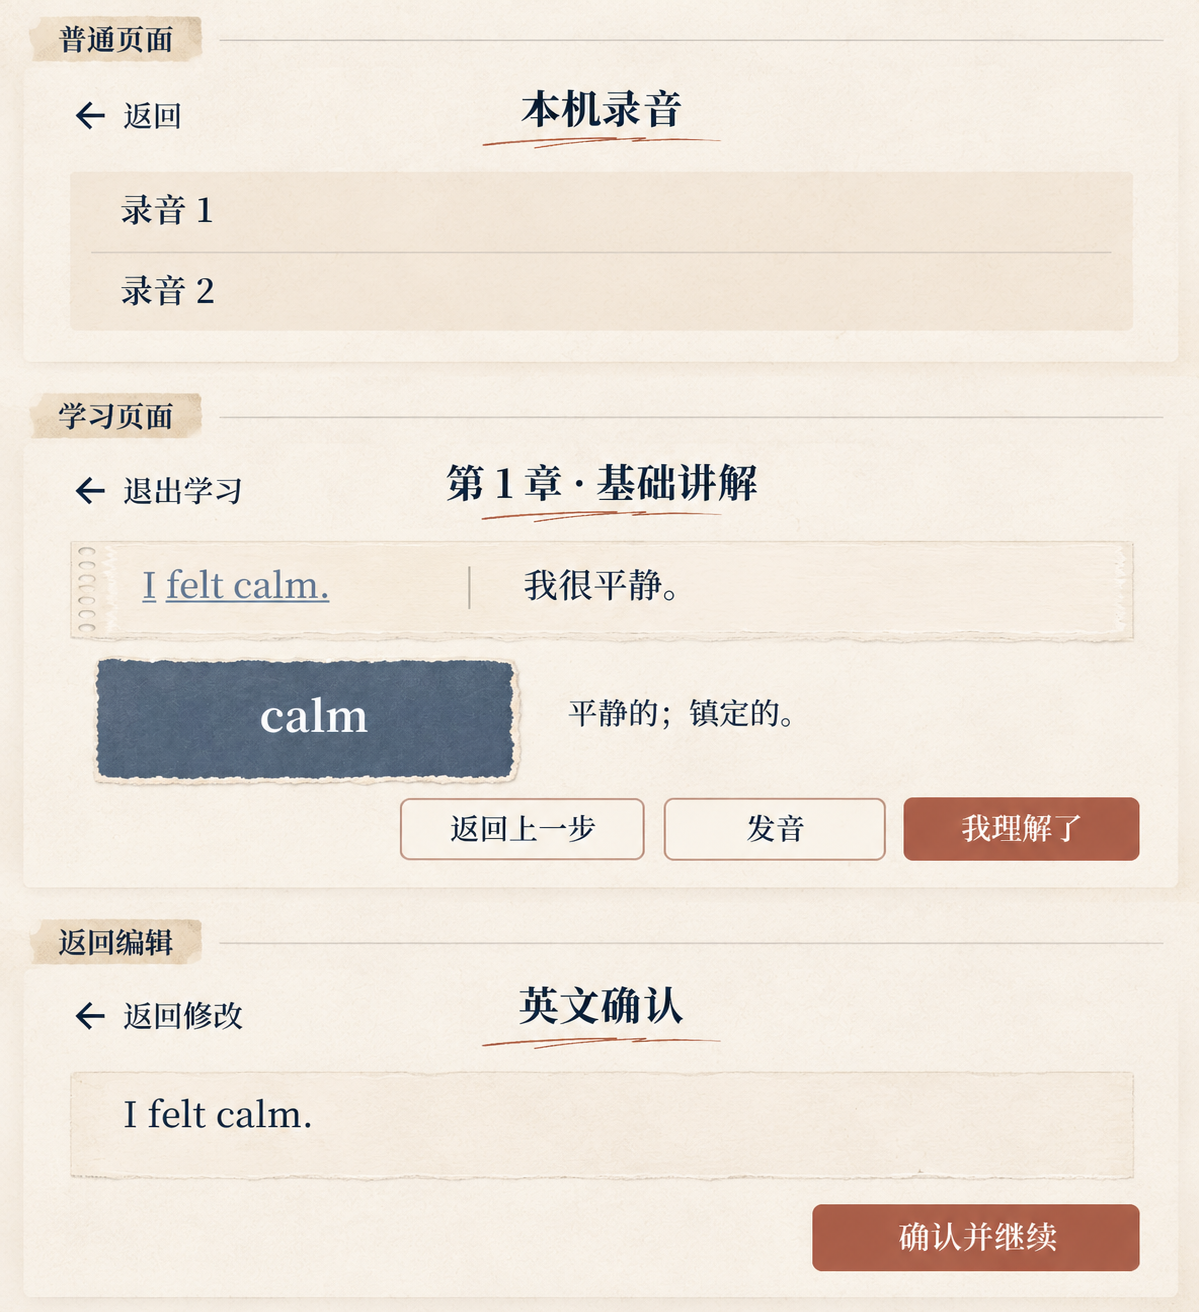 普通页面
← 返回
本机录音
录音 1
录音 2
学习页面
← 退出学习
第 1 章 · 基础讲解
I felt calm. | 我很平静。
calm
平静的；镇定的。
返回上一步
发音
我理解了
返回编辑
← 返回修改
英文确认
I felt calm.
确认并继续